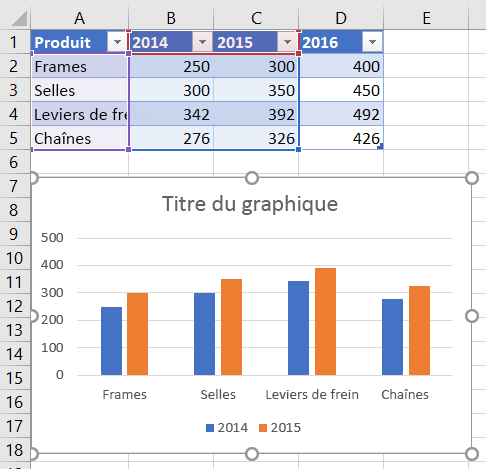 A B C D E
1 Produit 2014 2015 2016
2 Frames 250 300 400
3 Selles 300 350 450
4 Leviers de fre 342 392 492
5 Chaînes 276 326 426
6
7
8 Titre du graphique
9 500
10 400
11 300
12 200
13 100
14 0
15 Frames Selles Leviers de frein Chaînes
16 2014 2015
17
18